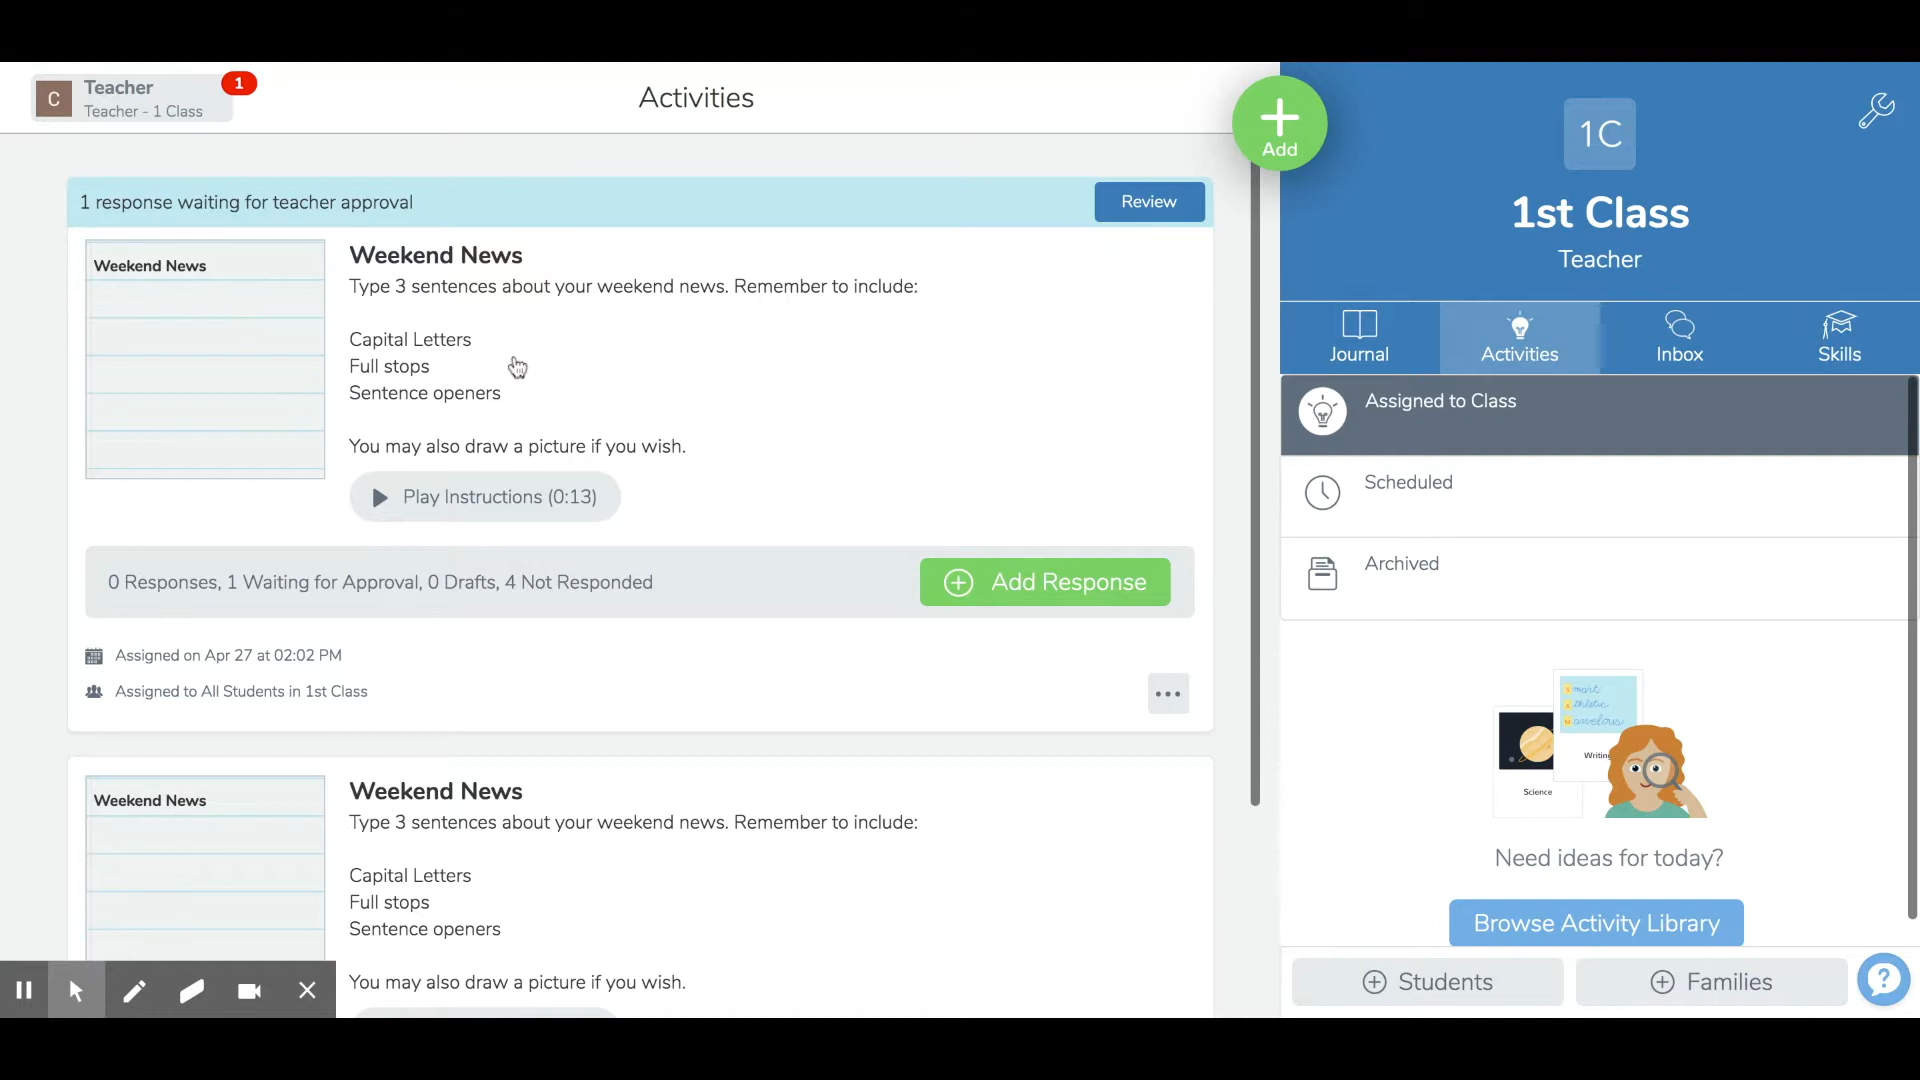 C
Teacher
Teacher - 1 Class
1
Activities
Add
1 response waiting for teacher approval
Review
Weekend News
Weekend News
Type 3 sentences about your weekend news. Remember to include:
Capital Letters
Full stops
Sentence openers
You may also draw a picture if you wish.
Play Instructions (0:13)
0 Responses, 1 Waiting for Approval, 0 Drafts, 4 Not Responded
Add Response
Assigned on Apr 27 at 02:02 PM
Assigned to All Students in 1st Class
Weekend News
Weekend News
Type 3 sentences about your weekend news. Remember to include:
Capital Letters
Full stops
Sentence openers
You may also draw a picture if you wish.
1C
1st Class
Teacher
Journal
Activities
Inbox
Skills
Assigned to Class
Scheduled
Archived
Smart
Athletic
Marvelous
Writing
Science
Need ideas for today?
Browse Activity Library
Students
Families
?